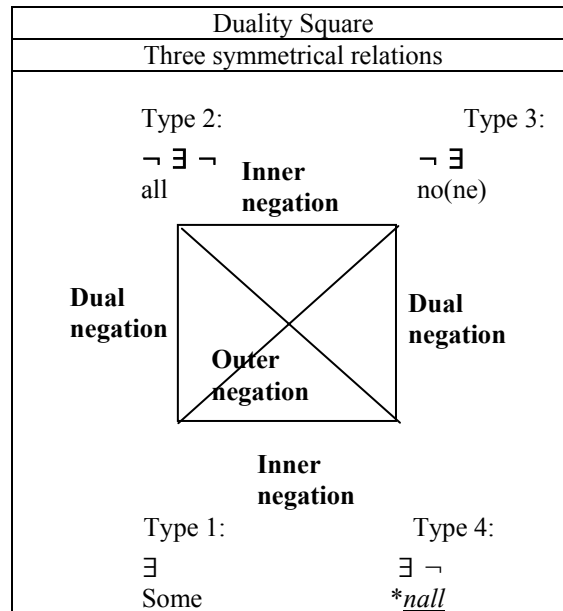 Duality Square
Three symmetrical relations
Type 2: Type 3:
¬ ∃ ¬ ¬ ∃
all no(ne)
Inner
negation
Dual
negation
Dual
negation
Outer
negation
Inner
negation
Type 1: Type 4:
∃ ∃ ¬
Some *nall